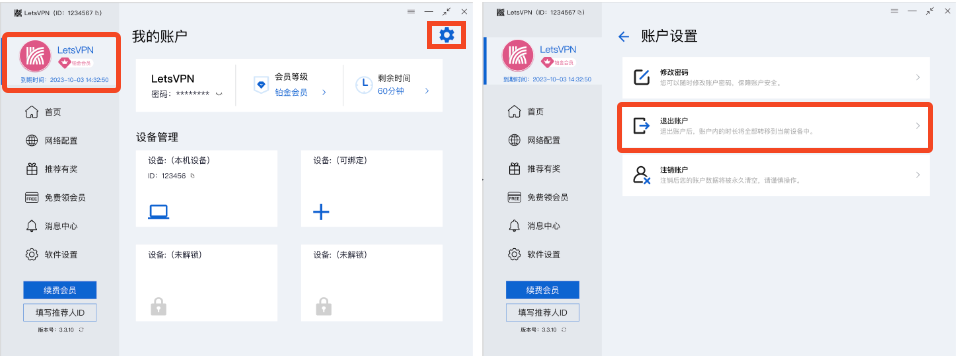 LetsVPN (ID: 1234567)
LetsVPN
铂金会员
到期时间: 2023-10-03 14:32:50
首页
网络配置
推荐有奖
免费领会员
消息中心
软件设置
续费会员
填写推荐人ID
版本号: 3.3.10
我的账户
LetsVPN
密码: ********
会员等级
铂金会员
剩余时间
60分钟
设备管理
设备:（本机设备）
ID: 123456
设备:（可绑定）
设备:（未解锁）
设备:（未解锁）
LetsVPN (ID: 1234567)
LetsVPN
铂金会员
到期时间: 2023-10-03 14:32:50
首页
网络配置
推荐有奖
免费领会员
消息中心
软件设置
续费会员
填写推荐人ID
版本号: 3.3.10
账户设置
修改密码
您可以随时修改账户密码，保障账户安全。
退出账户
退出账户后，账户内的时长将全部转移到当前设备中。
注销账户
注销后您的账户数据将被永久清空，请谨慎操作。